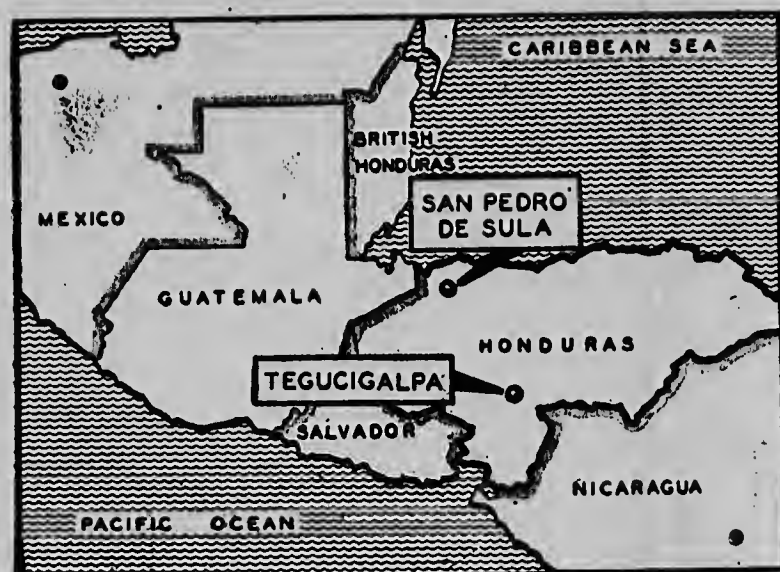 CARIBBEAN SEA
BRITISH
HONDURAS
SAN PEDRO
DE SULA
MEXICO
GUATEMALA
HONDURAS
TEGUCIGALPA
SALVADOR
NICARAGUA
PACIFIC OCEAN